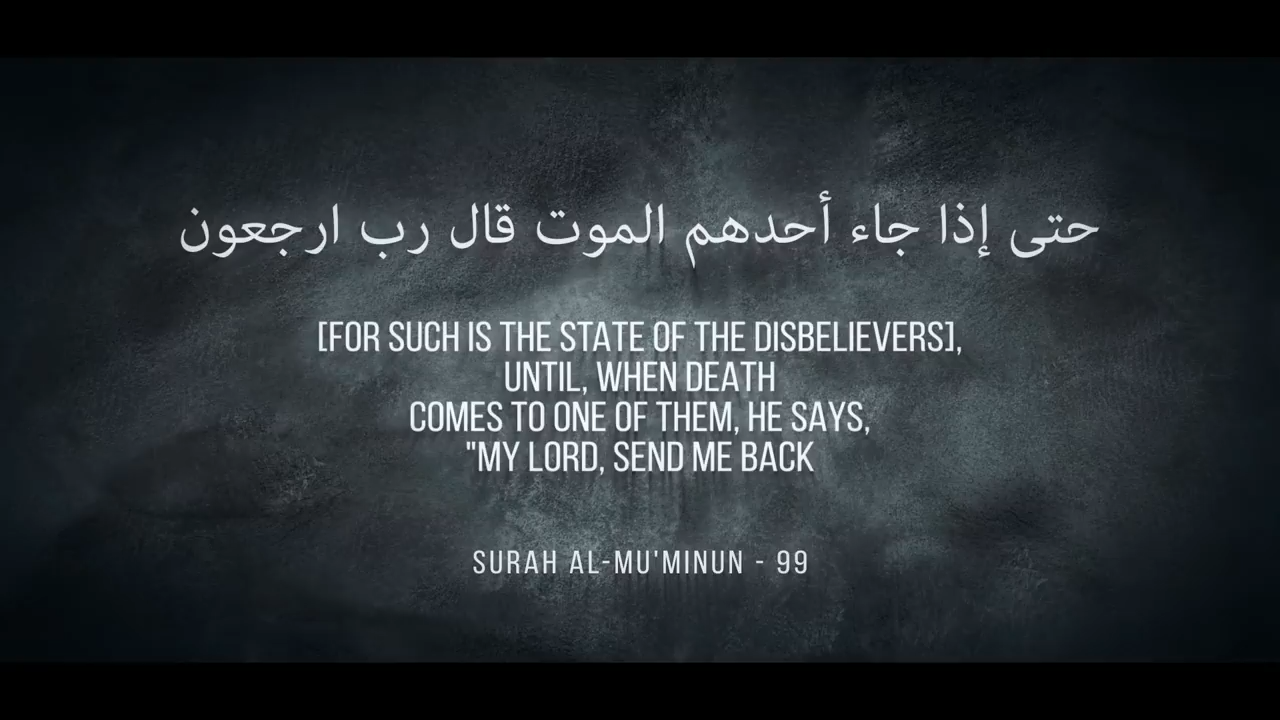 حتى إذا جاء أحدهم الموت قال رب ارجعون
[FOR SUCH IS THE STATE OF THE DISBELIEVERS],
UNTIL, WHEN DEATH
COMES TO ONE OF THEM, HE SAYS,
"MY LORD, SEND ME BACK
SURAH AL-MU'MINUN - 99